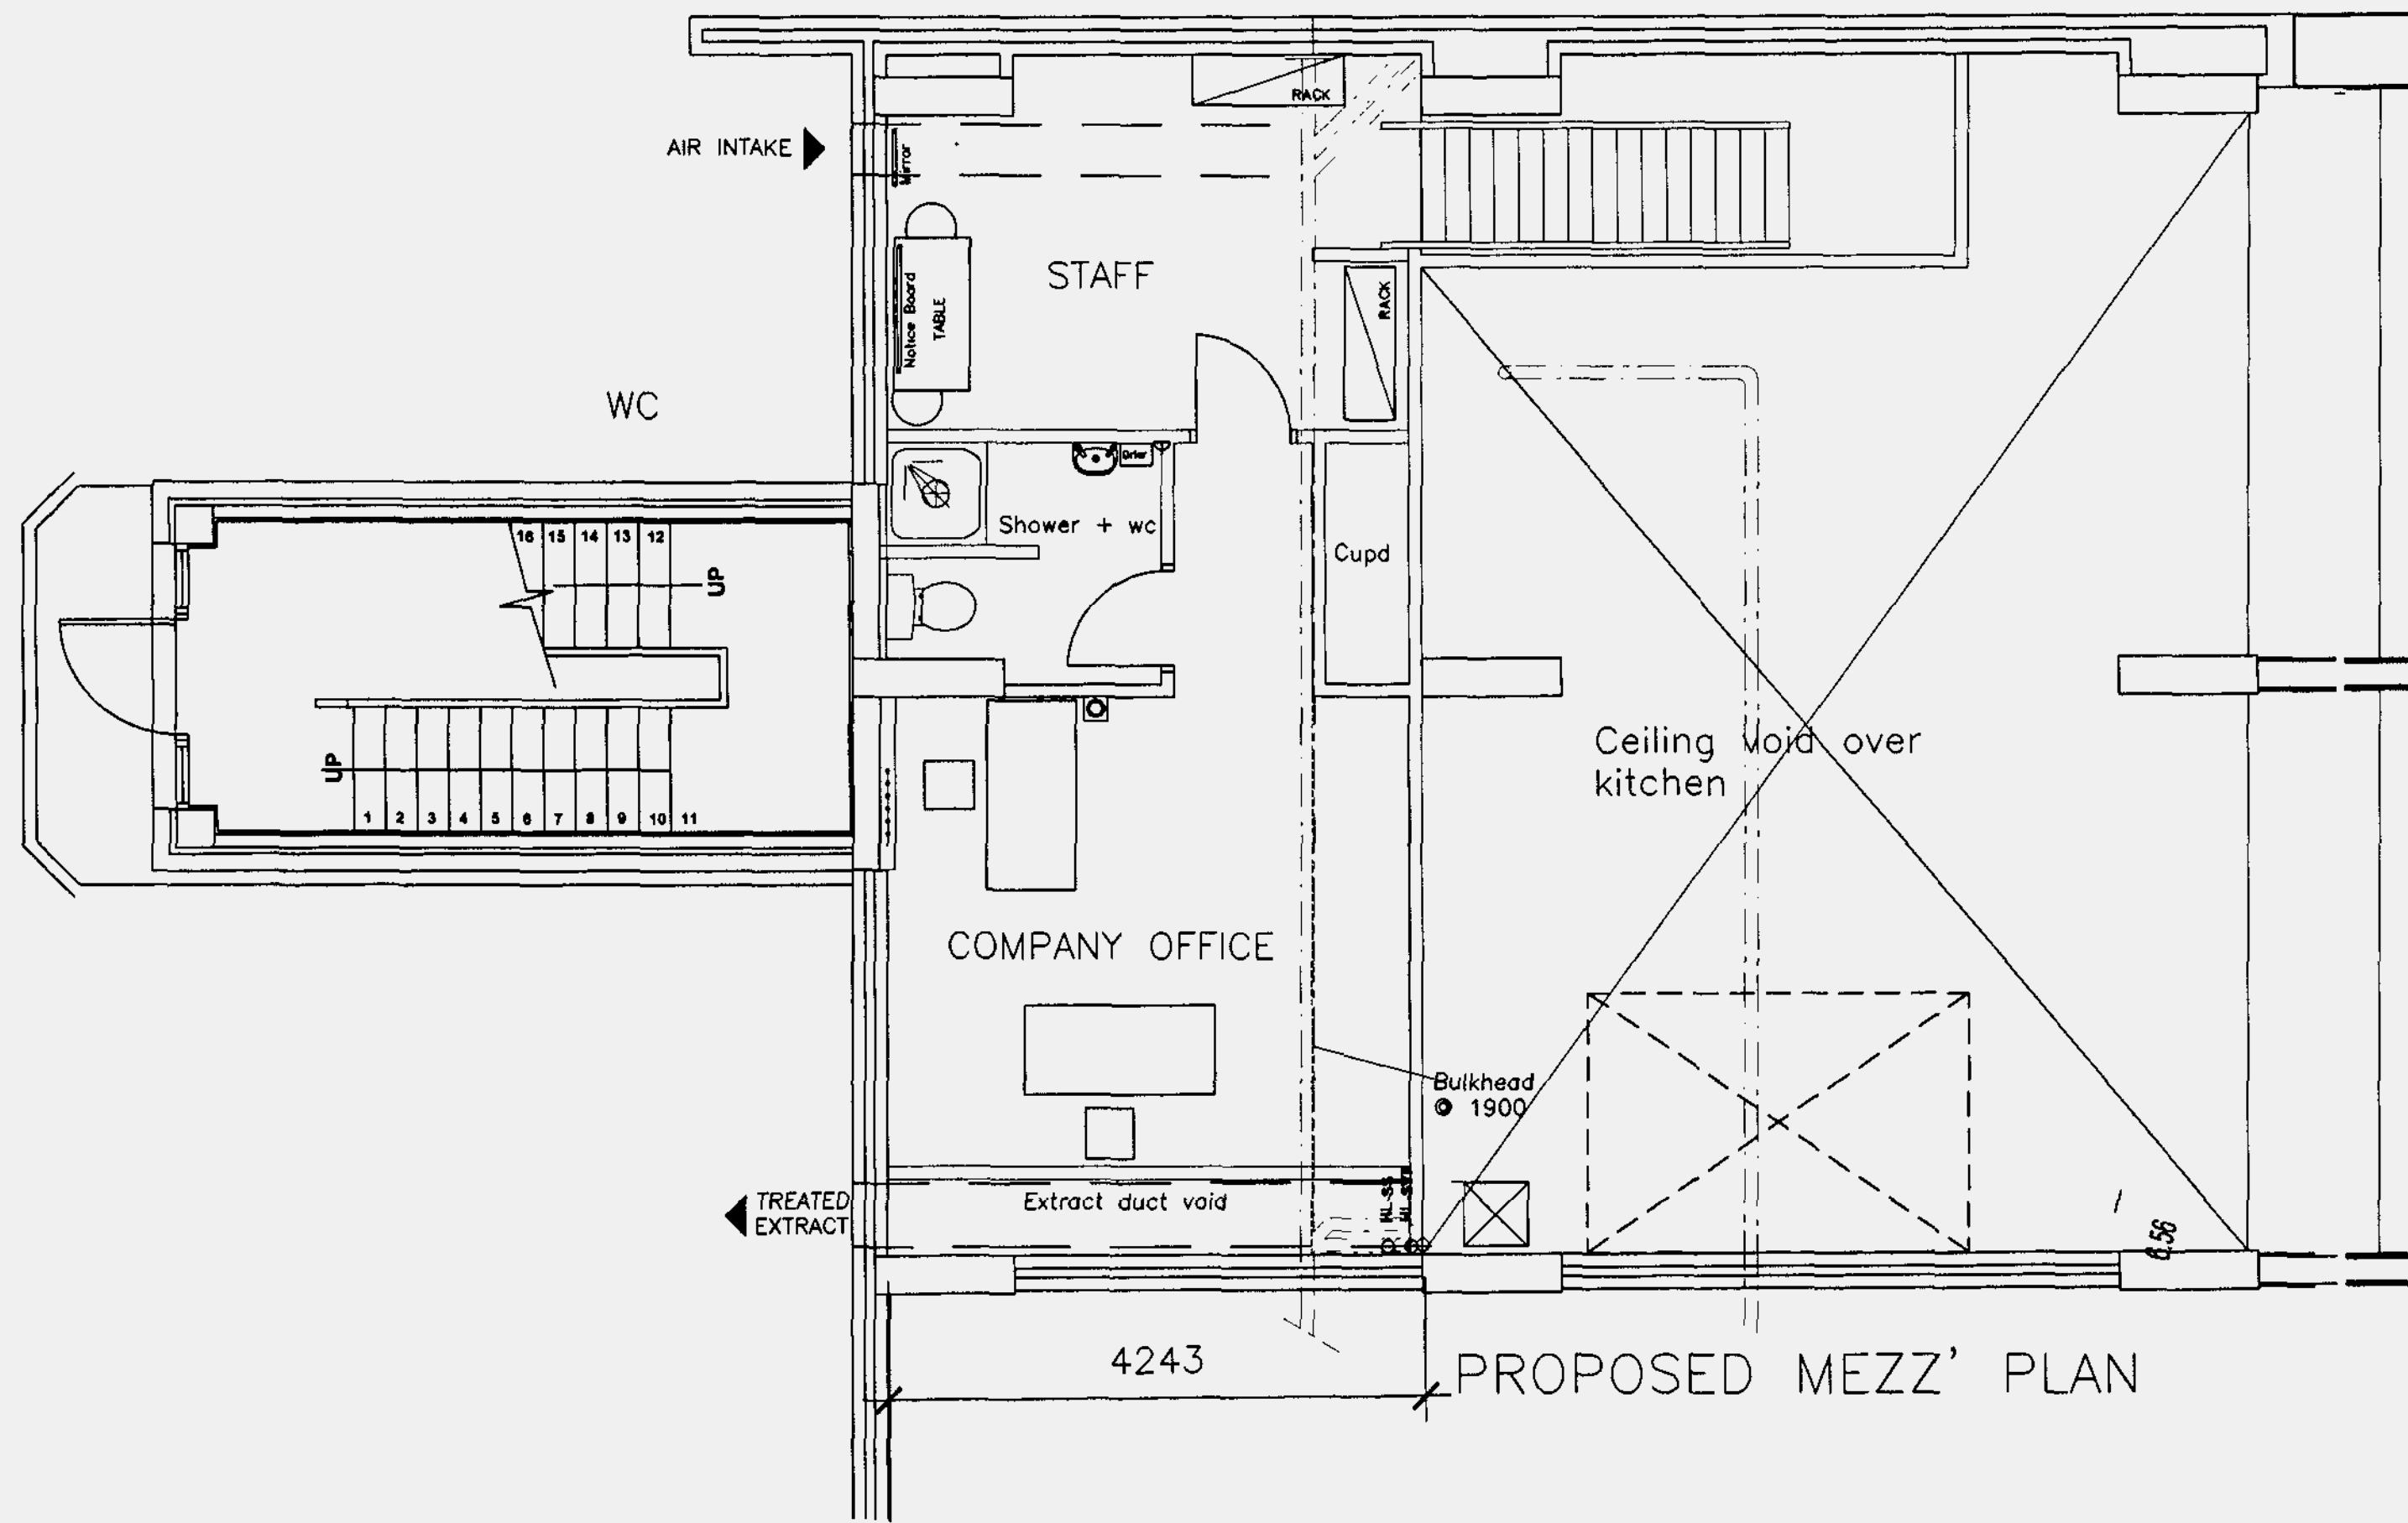 RACK
AIR INTAKE
Mirror
STAFF
Notice Board
TABLE
RACK
WC
Drier
Shower + wc
Cupd
16 15 14 13 12
UP
UP
1 2 3 4 5 6 7 8 9 10 11
Ceiling void over
kitchen
COMPANY OFFICE
Bulkhead
@ 1900
TREATED
EXTRACT
Extract duct void
6.56
4243
PROPOSED MEZZ' PLAN